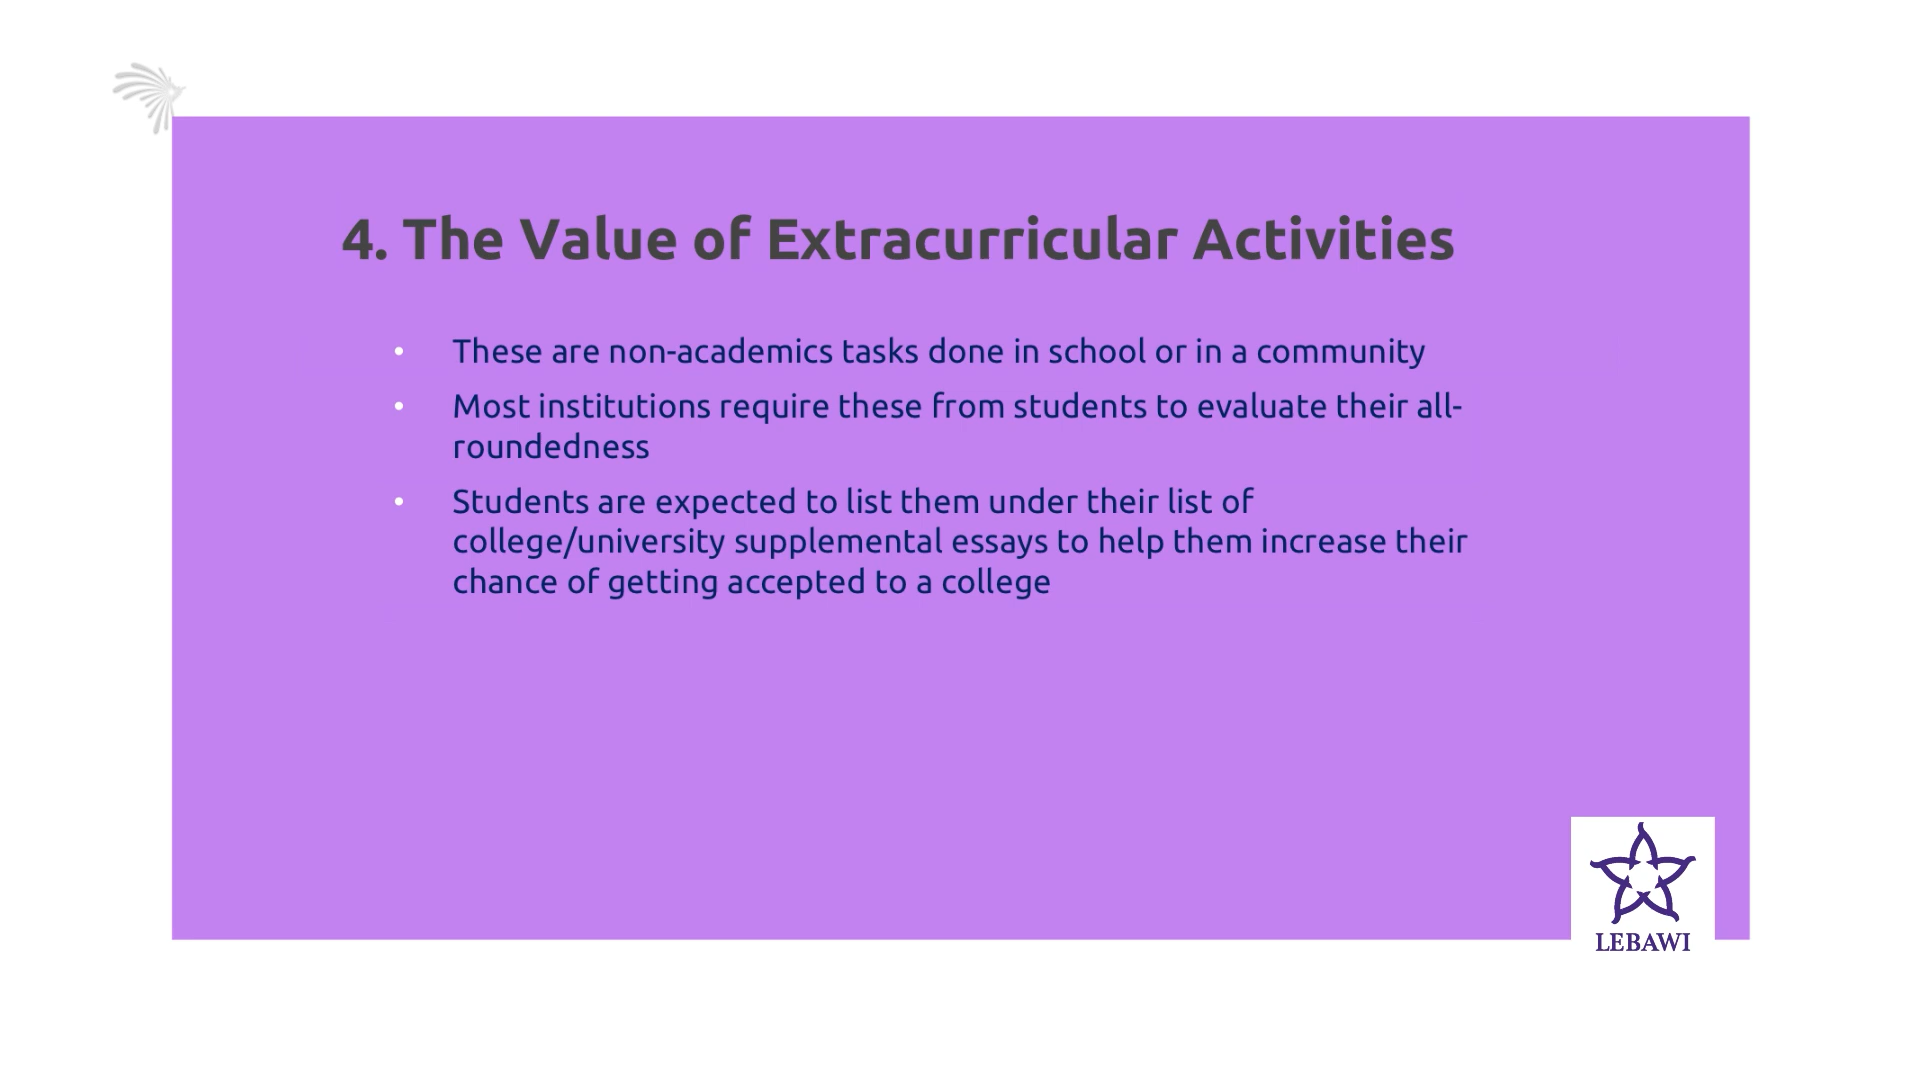 4. The Value of Extracurricular Activities
• These are non-academics tasks done in school or in a community
• Most institutions require these from students to evaluate their all-
roundedness
• Students are expected to list them under their list of
college/university supplemental essays to help them increase their
chance of getting accepted to a college
LEBAWI